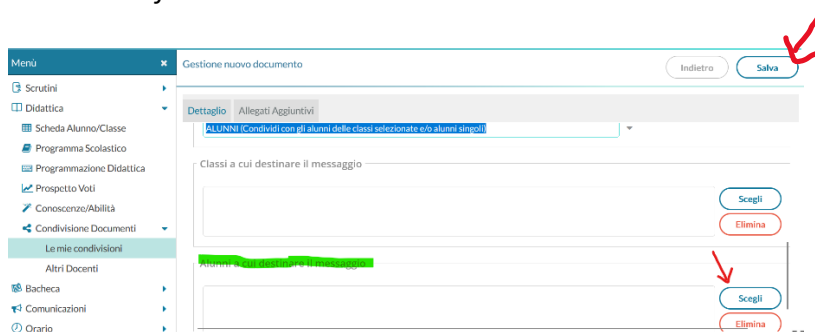 Menù
Gestione nuovo documento
Indietro
Salva
Scrutini
Didattica
Scheda Alunno/Classe
Programma Scolastico
Programmazione Didattica
Prospetto Voti
Conoscenze/Abilità
Condivisione Documenti
Le mie condivisioni
Altri Docenti
Bacheca
Comunicazioni
Orario
Dettaglio
Allegati Aggiuntivi
ALUNNI (Condividi con gli alunni delle classi selezionate e/o alunni singoli)
Classi a cui destinare il messaggio
Scegli
Elimina
Alunni a cui destinare il messaggio
Scegli
Elimina